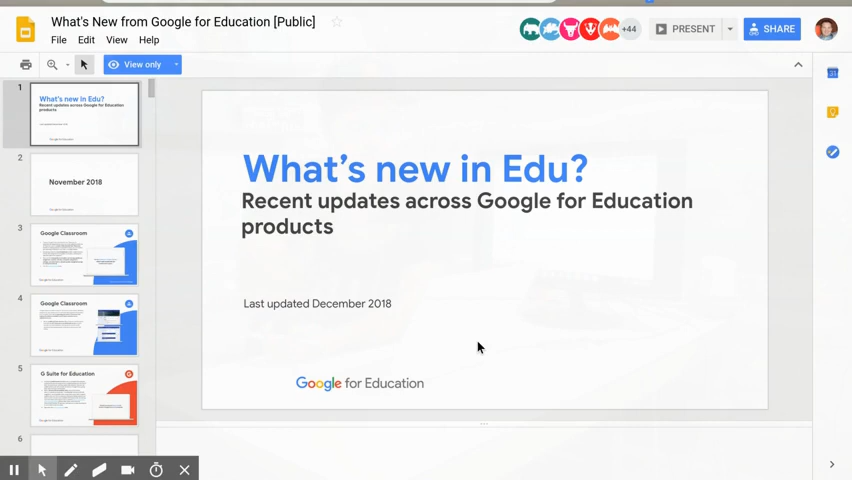 What's New from Google for Education [Public]
File Edit View Help
+44
PRESENT
SHARE
View only
1
What's new in Edu?
Recent updates across Google for Education
products
2
November 2018
3
Google Classroom
4
Google Classroom
5
G Suite for Education
6
What's new in Edu?
Recent updates across Google for Education
products
Last updated December 2018
Google for Education
31